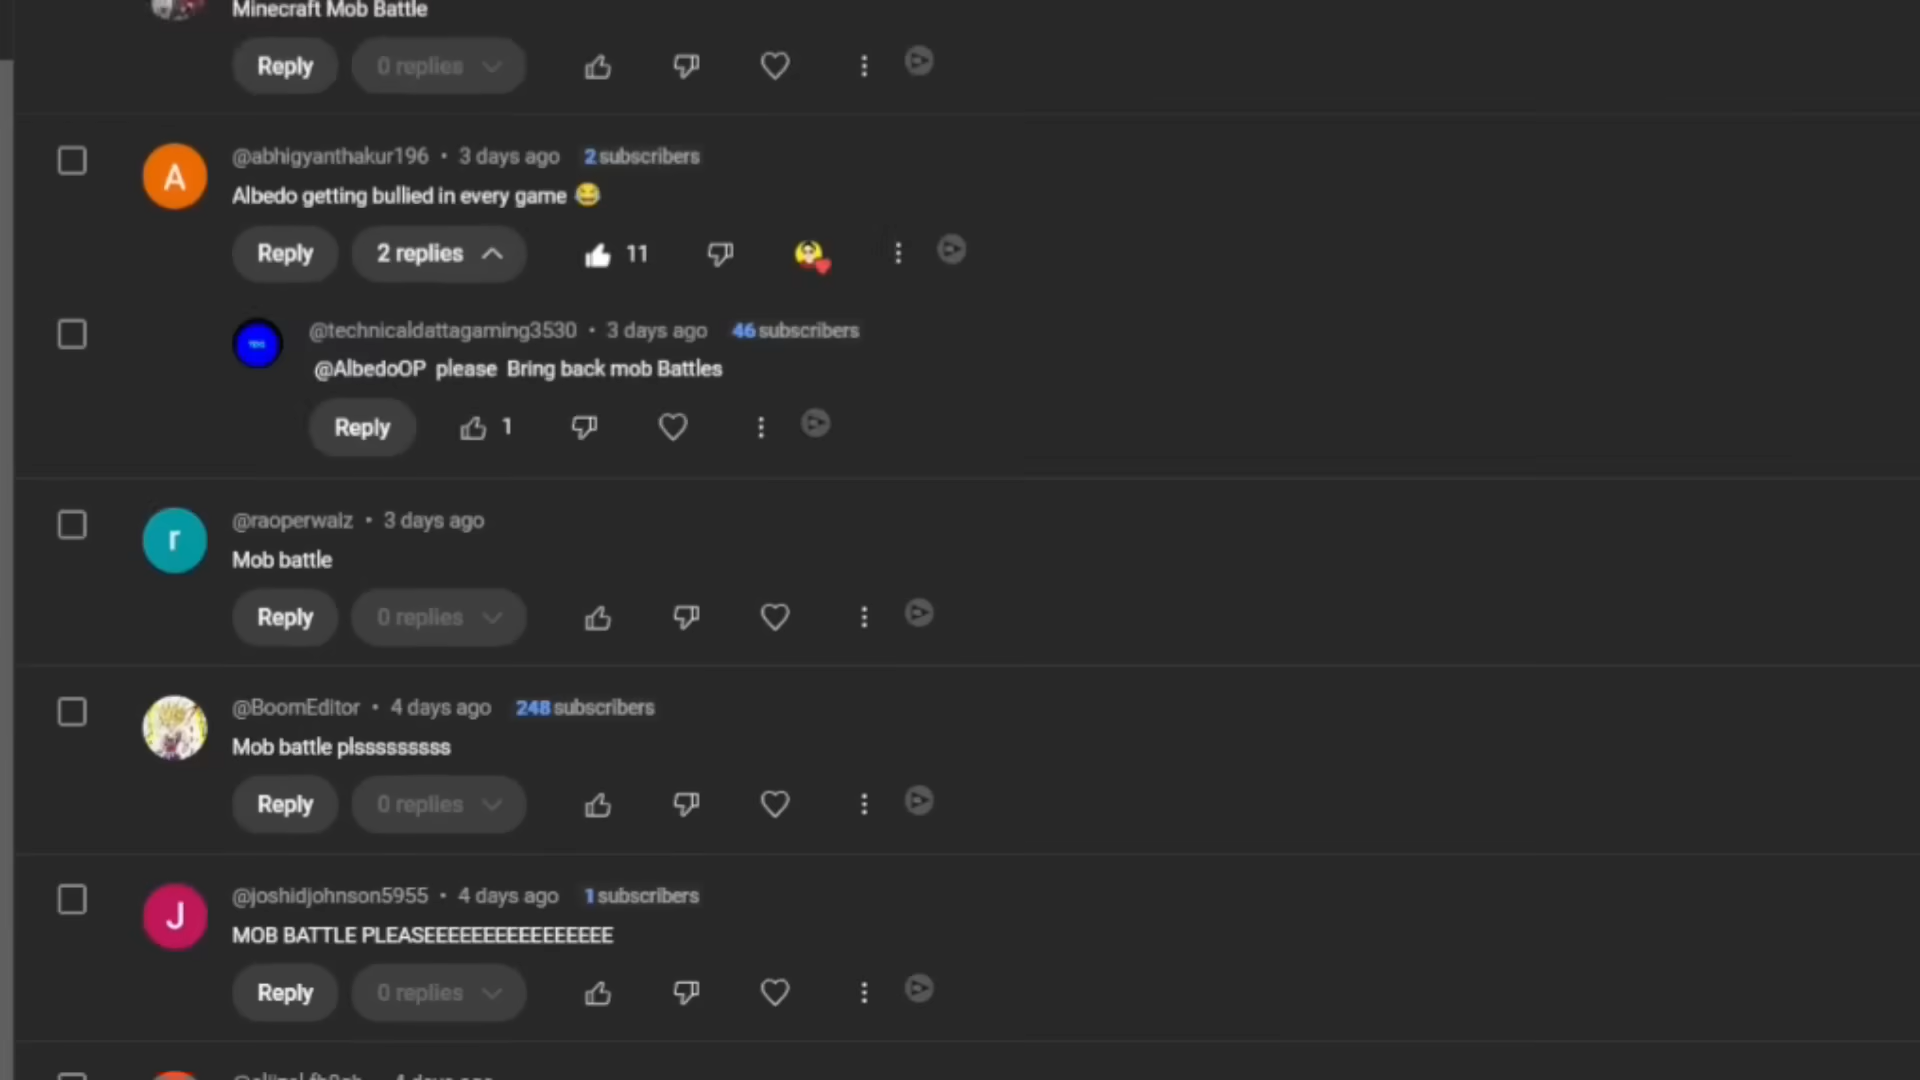 Minecraft Mob Battle
Reply 0 replies
A @abhigyanthakur196 • 3 days ago 2 subscribers
Albedo getting bullied in every game 😂
Reply 2 replies 11
@technicaldattagaming3530 • 3 days ago 46 subscribers
@AlbedoOP please Bring back mob Battles
Reply 1
r @raoperwaiz • 3 days ago
Mob battle
Reply 0 replies
@BoomEditor • 4 days ago 248 subscribers
Mob battle plsssssssss
Reply 0 replies
J @joshidjohnson5955 • 4 days ago 1 subscribers
MOB BATTLE PLEASEEEEEEEEEEEEEEEE
Reply 0 replies
4 days ago